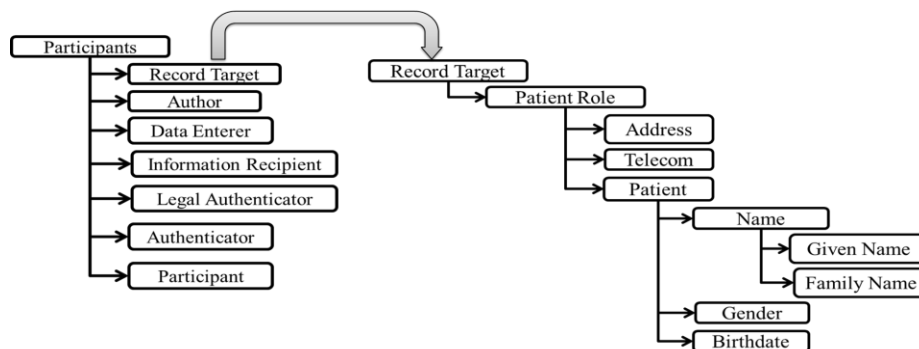 Participants
Record Target
Author
Data Enterer
Information Recipient
Legal Authenticator
Authenticator
Participant
Record Target
Patient Role
Address
Telecom
Patient
Name
Given Name
Family Name
Gender
Birthdate